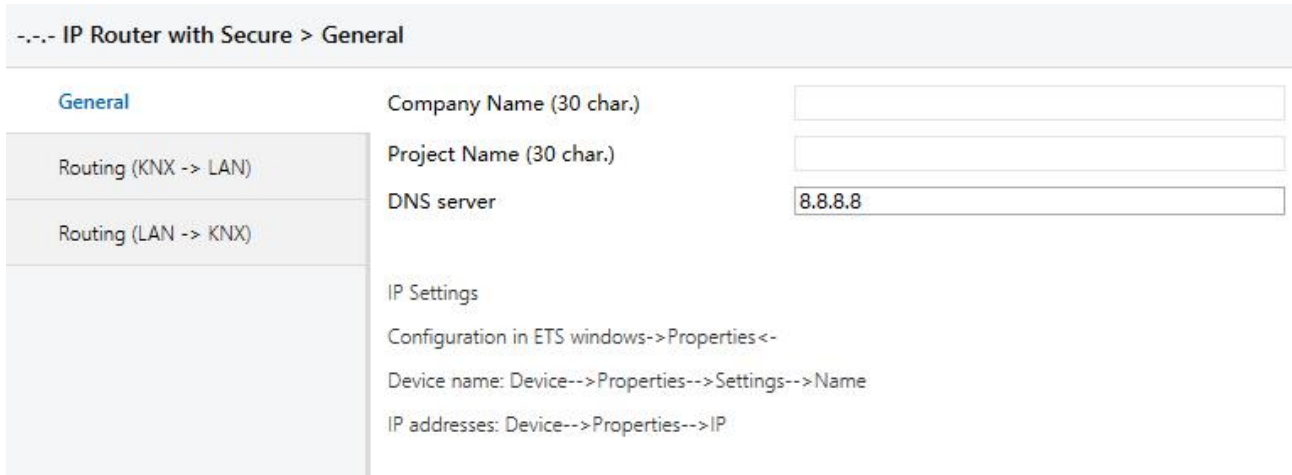 -.-.- IP Router with Secure > General
General
Routing (KNX -> LAN)
Routing (LAN -> KNX)
Company Name (30 char.)
Project Name (30 char.)
DNS server
8.8.8.8
IP Settings
Configuration in ETS windows->Properties<-
Device name: Device-->Properties-->Settings-->Name
IP addresses: Device-->Properties-->IP